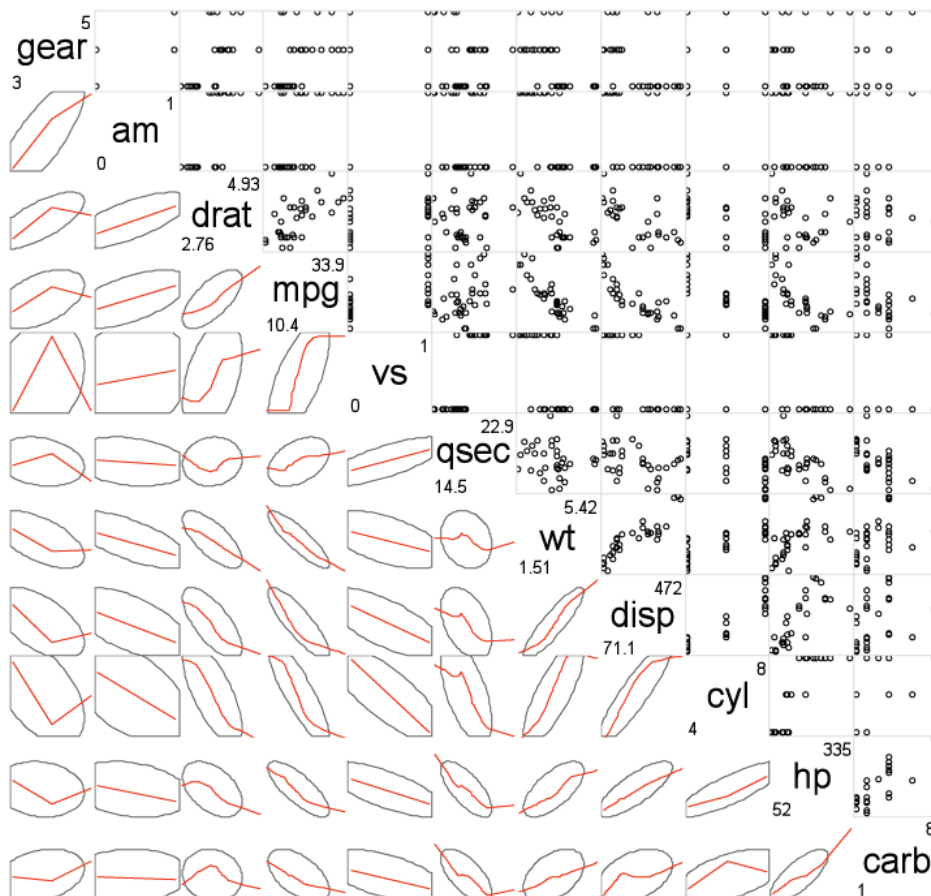 5
gear
3
1
am
0
4.93
drat
2.76
33.9
mpg
10.4
1
vs
0
22.9
qsec
14.5
5.42
wt
1.51
472
disp
71.1
8
cyl
4
335
hp
52
8
carb
1